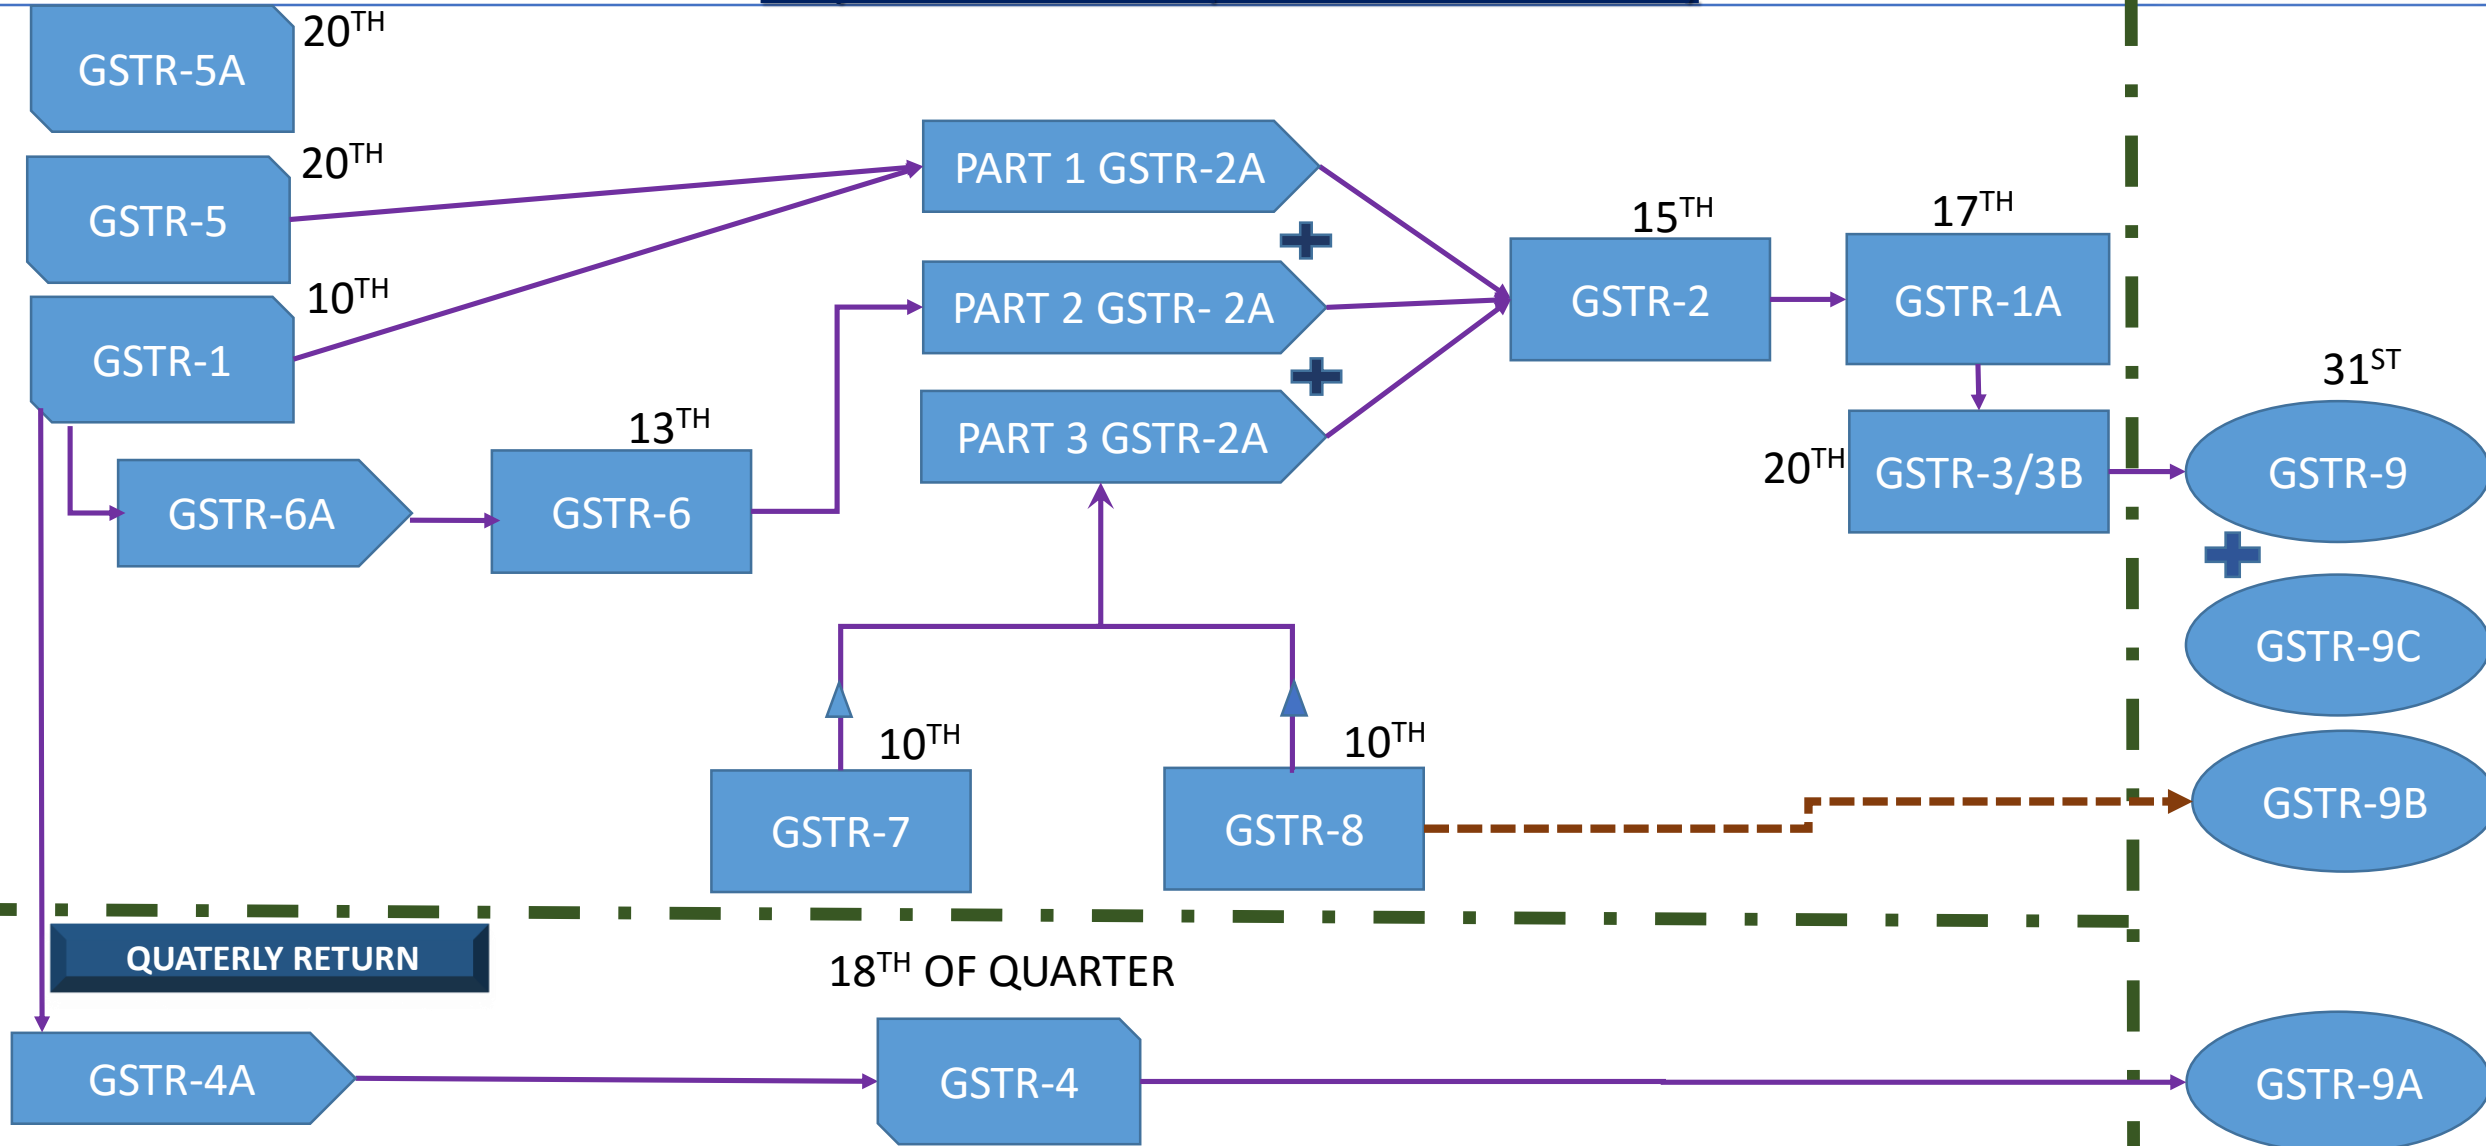 20TH
GSTR-5A
20TH
GSTR-5
10TH
GSTR-1
PART 1 GSTR-2A
PART 2 GSTR- 2A
PART 3 GSTR-2A
15TH
GSTR-2
17TH
GSTR-1A
31ST
20TH
GSTR-3/3B
GSTR-9
13TH
GSTR-6A
GSTR-6
GSTR-9C
10TH
GSTR-7
10TH
GSTR-8
GSTR-9B
QUATERLY RETURN
18TH OF QUARTER
GSTR-4A
GSTR-4
GSTR-9A